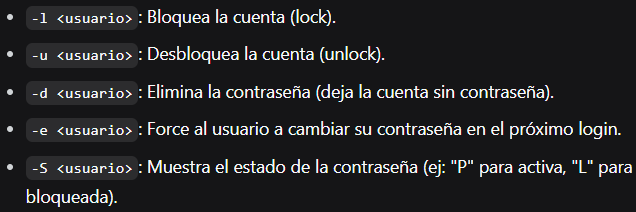 -l <usuario>: Bloquea la cuenta (lock).
-u <usuario>: Desbloquea la cuenta (unlock).
-d <usuario>: Elimina la contraseña (deja la cuenta sin contraseña).
-e <usuario>: Force al usuario a cambiar su contraseña en el próximo login.
-S <usuario>: Muestra el estado de la contraseña (ej: "P" para activa, "L" para
bloqueada).